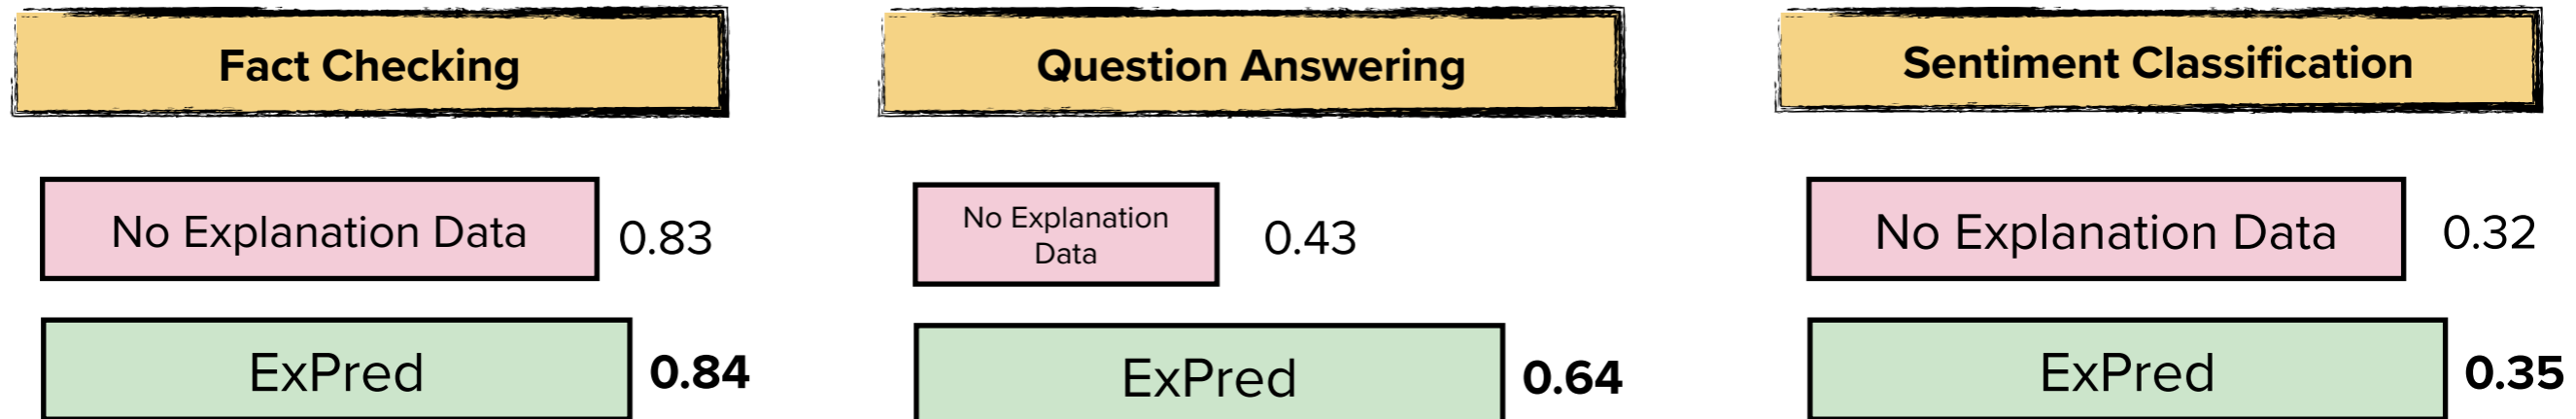 Fact Checking
No Explanation Data 0.83
ExPred 0.84
Question Answering
No Explanation
Data
0.43
ExPred 0.64
Sentiment Classification
No Explanation Data 0.32
ExPred 0.35